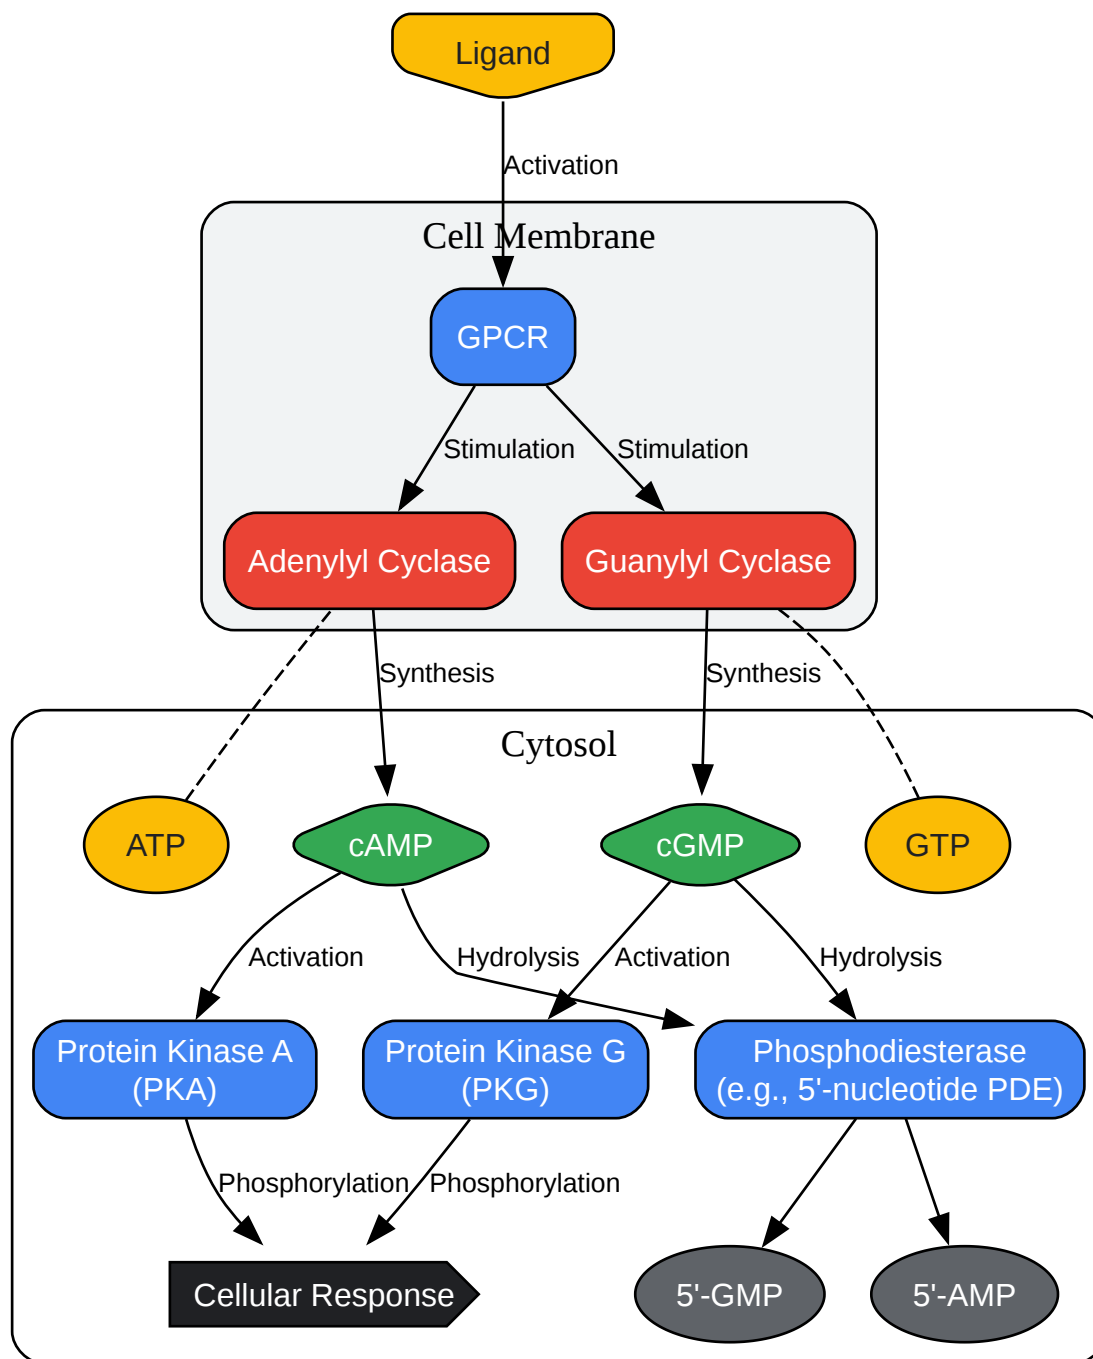 Ligand
Activation
Cell Membrane
GPCR
Stimulation
Stimulation
Adenylyl Cyclase
Guanylyl Cyclase
Synthesis
Synthesis
Cytosol
ATP
cAMP
cGMP
GTP
Activation
Hydrolysis
Activation
Hydrolysis
Protein Kinase A
(PKA)
Protein Kinase G
(PKG)
Phosphodiesterase
(e.g., 5'-nucleotide PDE)
Phosphorylation
Phosphorylation
Cellular Response
5'-GMP
5'-AMP